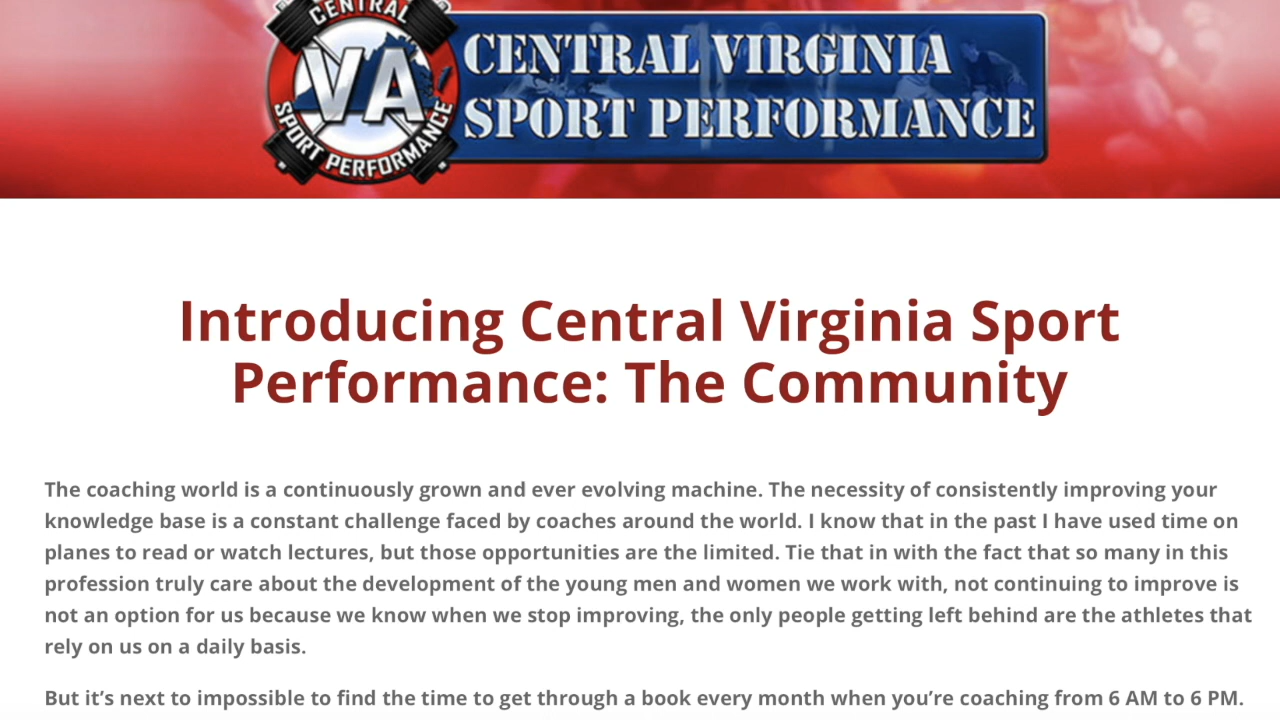 CENTRAL
VA
SPORT PERFORMANCE
CENTRAL VIRGINIA
SPORT PERFORMANCE
Introducing Central Virginia Sport
Performance: The Community
The coaching world is a continuously grown and ever evolving machine. The necessity of consistently improving your
knowledge base is a constant challenge faced by coaches around the world. I know that in the past I have used time on
planes to read or watch lectures, but those opportunities are the limited. Tie that in with the fact that so many in this
profession truly care about the development of the young men and women we work with, not continuing to improve is
not an option for us because we know when we stop improving, the only people getting left behind are the athletes that
rely on us on a daily basis.
But it’s next to impossible to find the time to get through a book every month when you’re coaching from 6 AM to 6 PM.